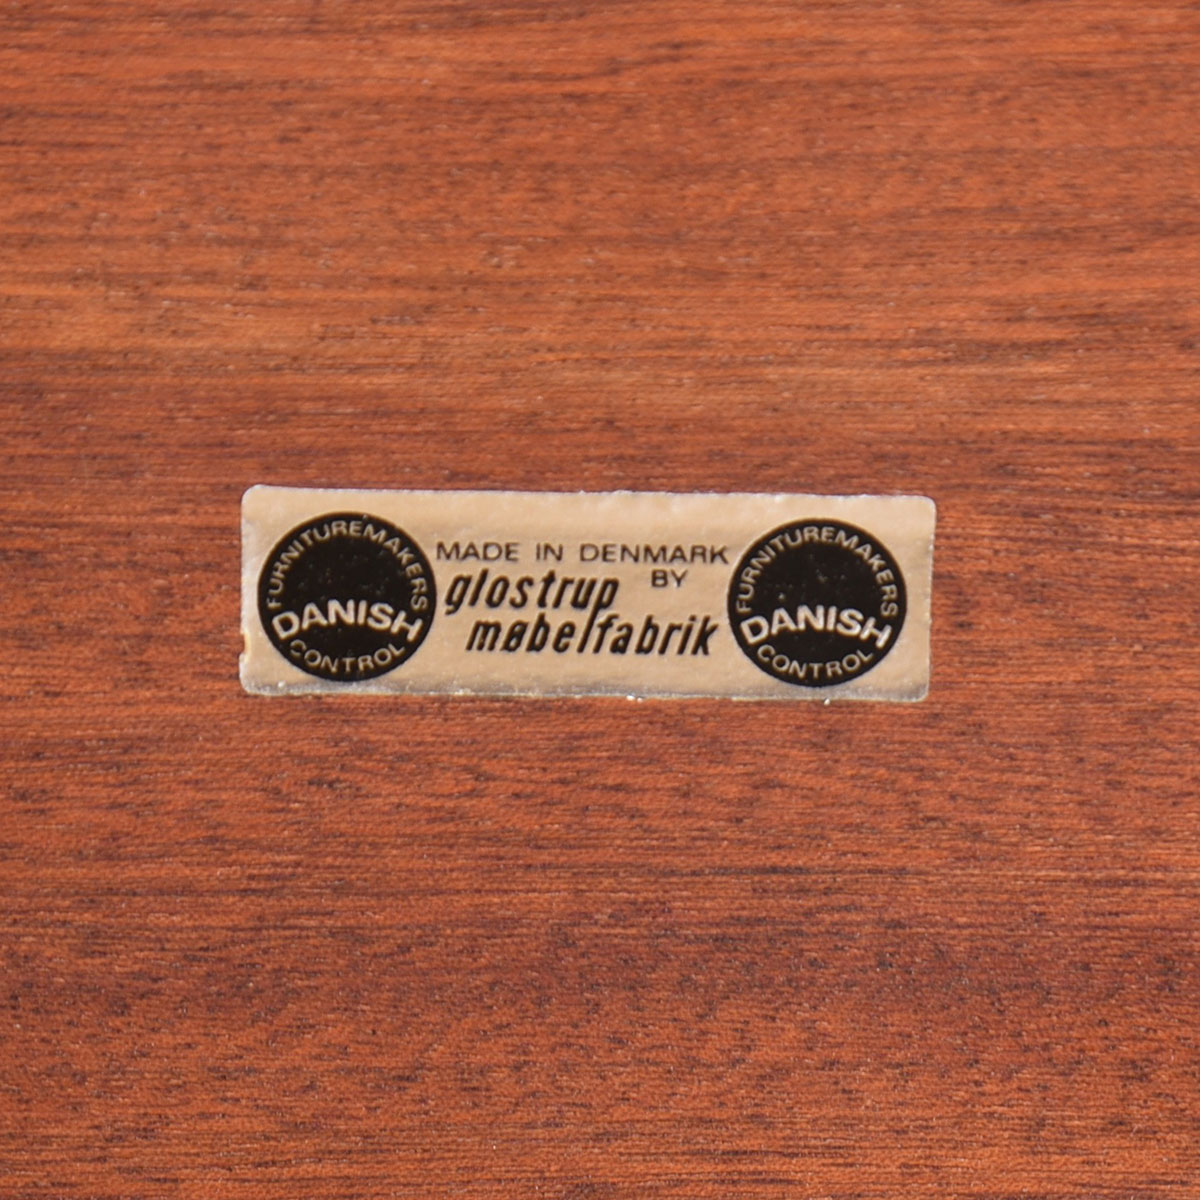 FURNITUREMAKERS
DANISH
CONTROL
MADE IN DENMARK
BY
glostrup
møbelfabrik
FURNITUREMAKERS
DANISH
CONTROL